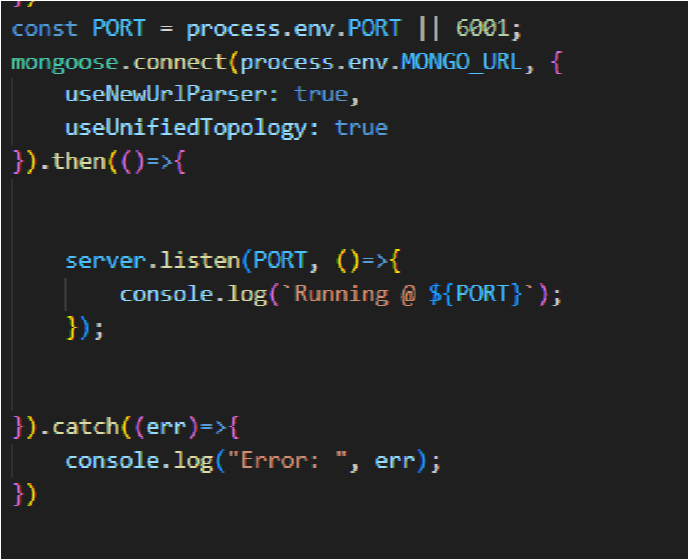 })
const PORT = process.env.PORT || 6001;
mongoose.connect(process.env.MONGO_URL, {
    useNewUrlParser: true,
    useUnifiedTopology: true
}).then(()=>{
    server.listen(PORT, ()=>{
        console.log(`Running @ ${PORT}`);
    });
}).catch((err)=>{
    console.log("Error: ", err);
})